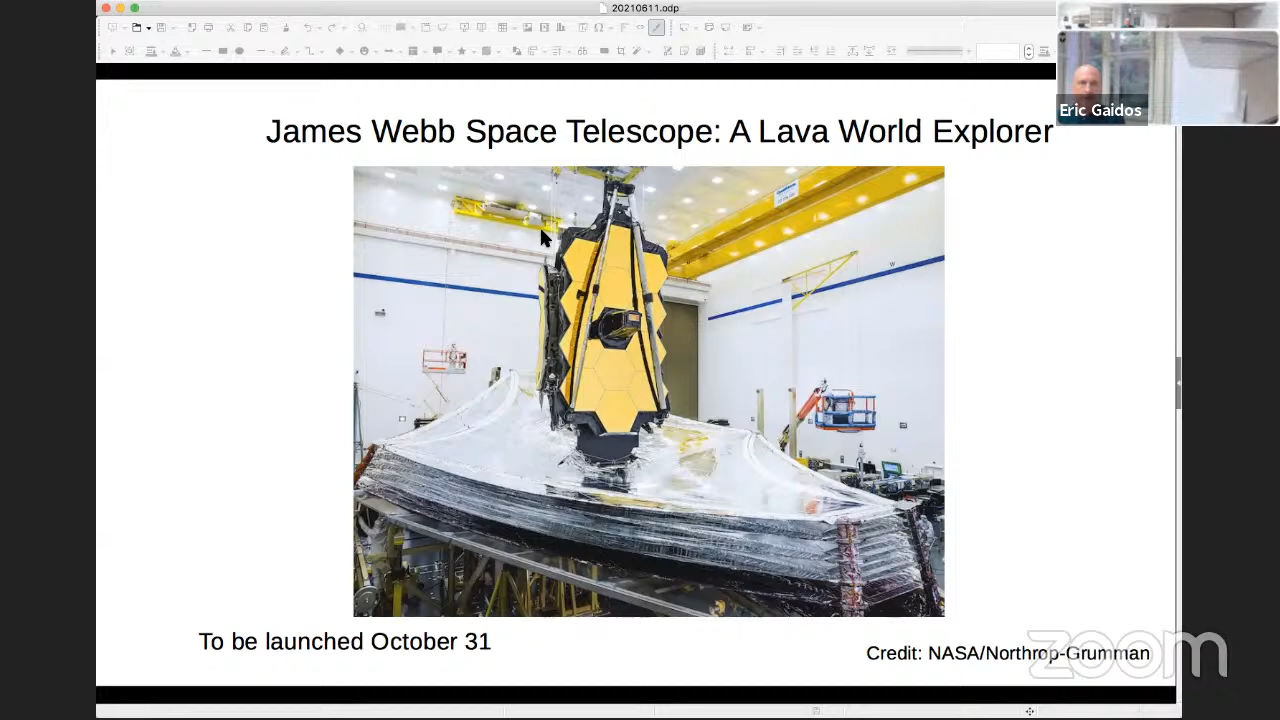 20210611.odp
Eric Gaidos
James Webb Space Telescope: A Lava World Explorer
To be launched October 31
Credit: NASA/Northrop-Grumman
zoom